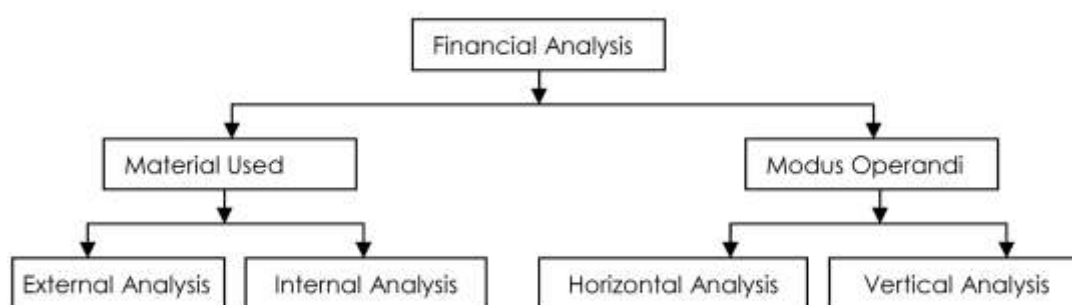 Financial Analysis
Material Used
Modus Operandi
External Analysis
Internal Analysis
Horizontal Analysis
Vertical Analysis